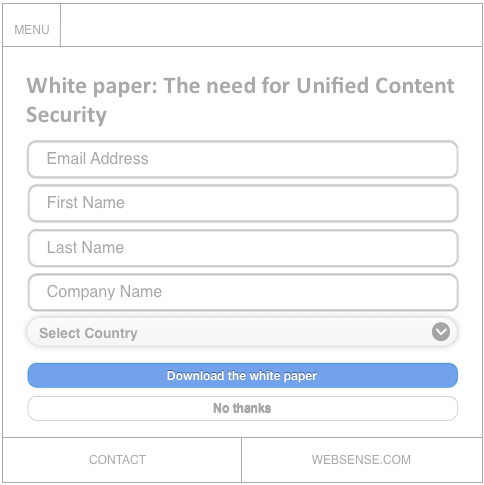 MENU
White paper: The need for Unified Content
Security
Email Address
First Name
Last Name
Company Name
Select Country
Download the white paper
No thanks
CONTACT
WEBSENSE.COM